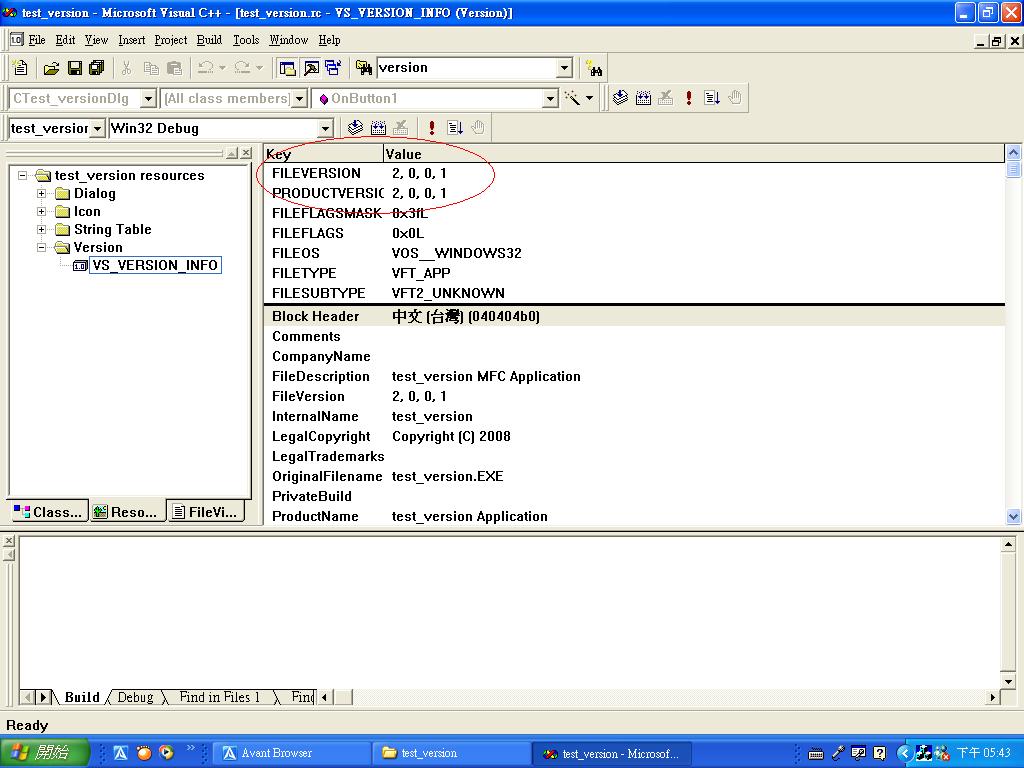 test_version - Microsoft Visual C++ - [test_version.rc - VS_VERSION_INFO (Version)]
File Edit View Insert Project Build Tools Window Help
version
CTest_versionDlg [All class members] OnButton1
test_version Win32 Debug
Key Value
FILEVERSION 2, 0, 0, 1
PRODUCTVERSIC 2, 0, 0, 1
FILEFLAGSMASK 0x3fL
FILEFLAGS 0x0L
FILEOS VOS__WINDOWS32
FILETYPE VFT_APP
FILESUBTYPE VFT2_UNKNOWN
Block Header 中文 (台灣) (040404b0)
Comments
CompanyName
FileDescription test_version MFC Application
FileVersion 2, 0, 0, 1
InternalName test_version
LegalCopyright Copyright (C) 2008
LegalTrademarks
OriginalFilename test_version.EXE
PrivateBuild
ProductName test_version Application
test_version resources
Dialog
Icon
String Table
Version
1.0 VS_VERSION_INFO
Class... Reso... FileVi...
Build Debug Find in Files 1 Find
Ready
開始 Avant Browser test_version test_version - Microsof... 下午 05:43